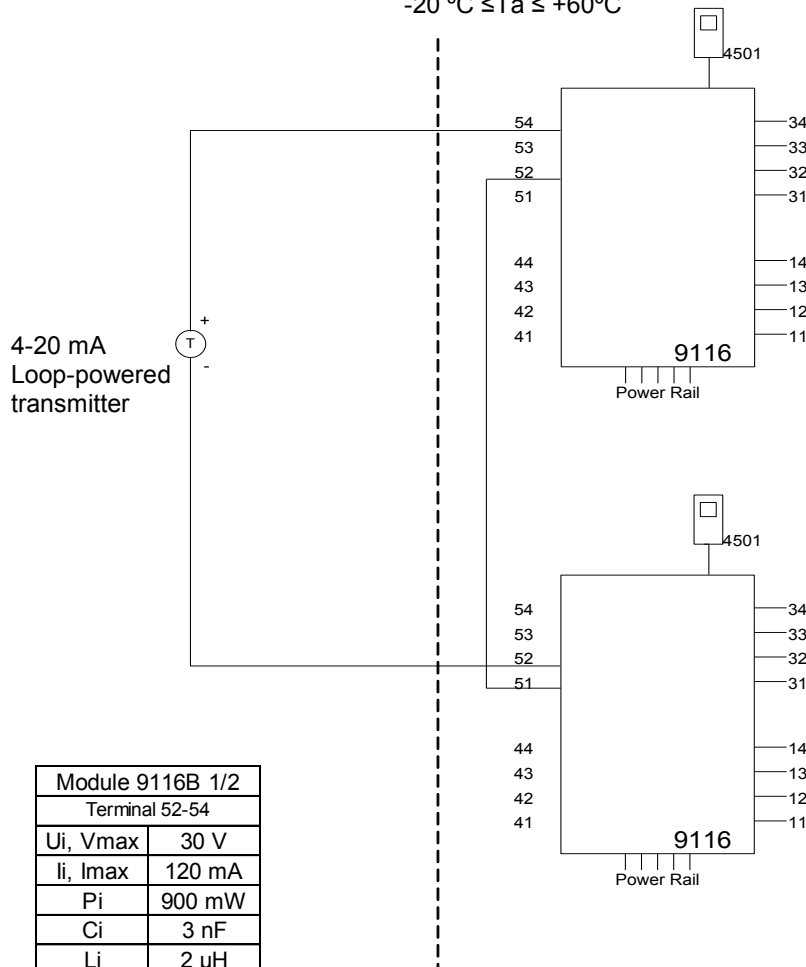 -20 ºC ≤Ta ≤ +60ºC
4501
54
53
52
51
44
43
42
41
34
33
32
31
14
13
12
11
9116
Power Rail
4-20 mA
Loop-powered
transmitter
+
T
-
4501
54
53
52
51
44
43
42
41
34
33
32
31
14
13
12
11
9116
Power Rail
Module 9116B 1/2
Terminal 52-54
Ui, Vmax 30 V
Ii, Imax 120 mA
Pi 900 mW
Ci 3 nF
Li 2 µH